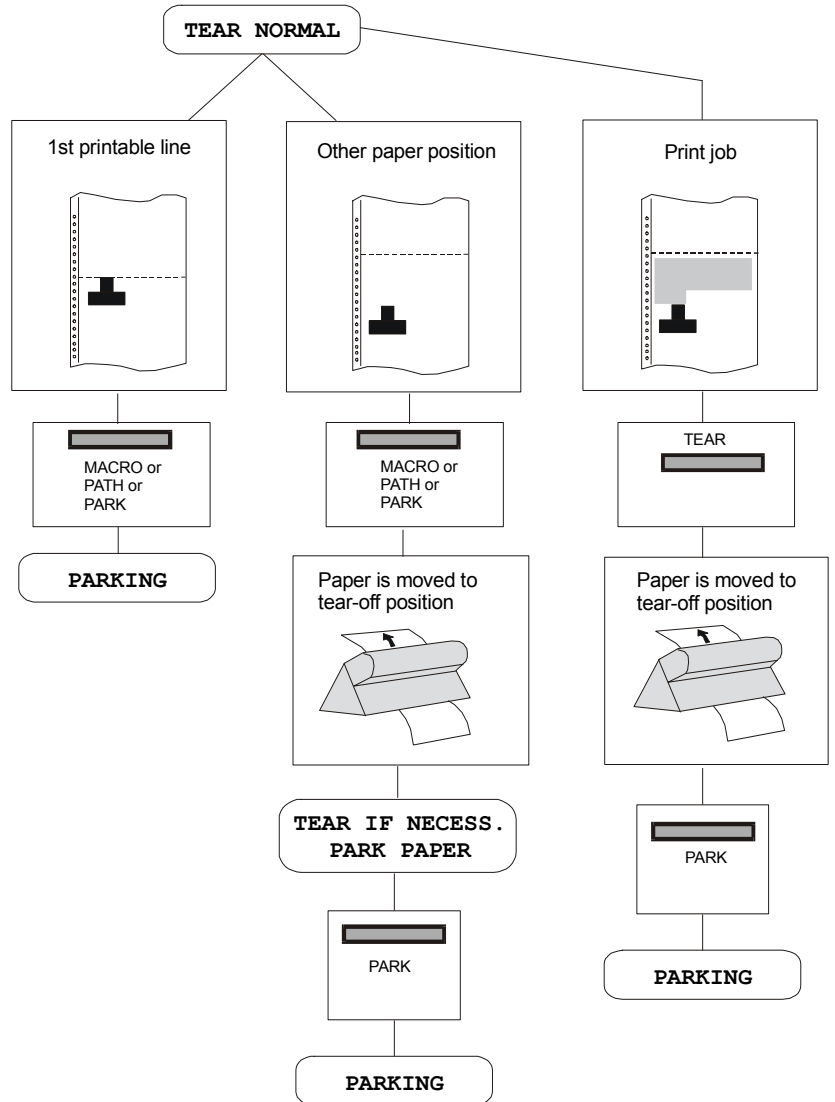 TEAR NORMAL
1st printable line
MACRO or
PATH or
PARK
PARKING
Other paper position
MACRO or
PATH or
PARK
Paper is moved to
tear-off position
TEAR IF NECESS.
PARK PAPER
PARK
PARKING
Print job
TEAR
Paper is moved to
tear-off position
PARK
PARKING